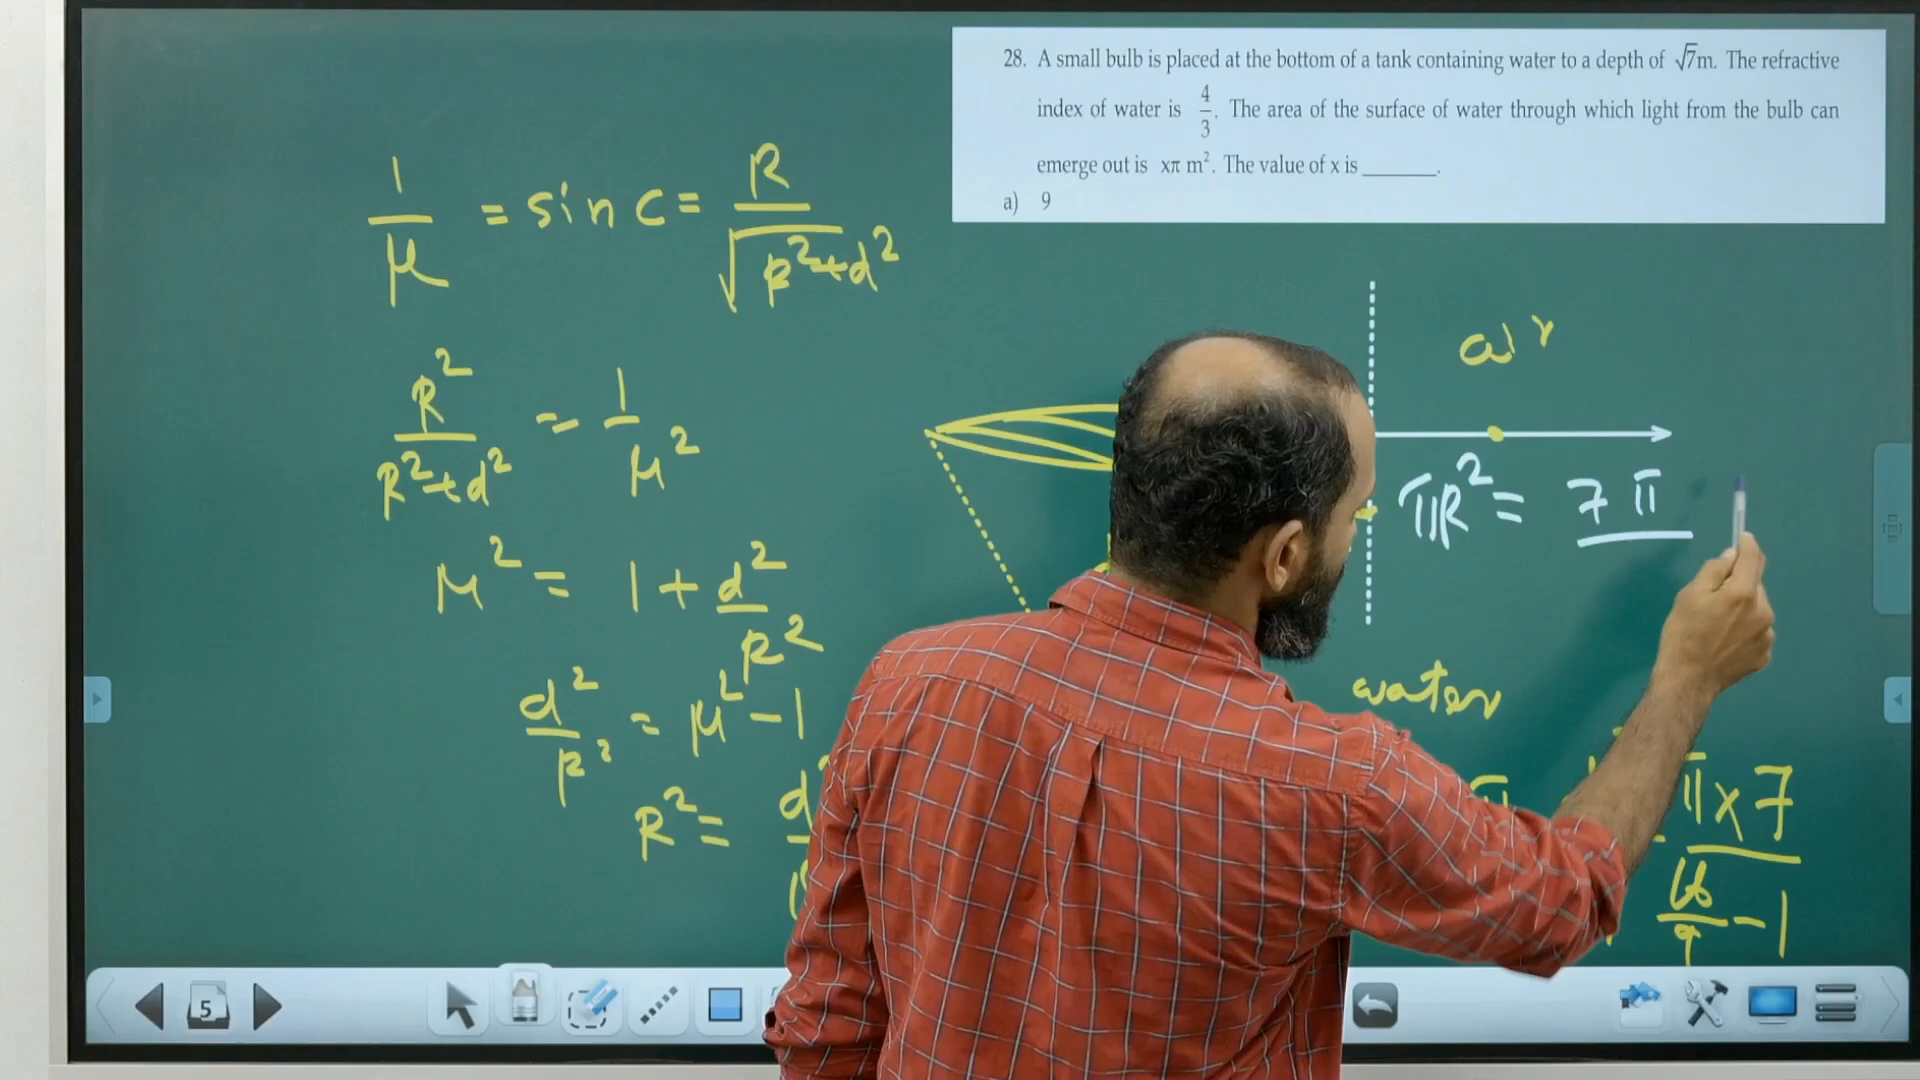 28. A small bulb is placed at the bottom of a tank containing water to a depth of √7m. The refractive
index of water is 4/3. The area of the surface of water through which light from the bulb can
emerge out is xπ m². The value of x is ______.
a) 9
1/μ = sin c = R/√(R²+d²)
R²/(R²+d²) = 1/μ²
μ² = 1 + d²/R²
d²/R² = μ² - 1
R² = d
air
πR² = 7π
water
π×7
16/9 - 1
5